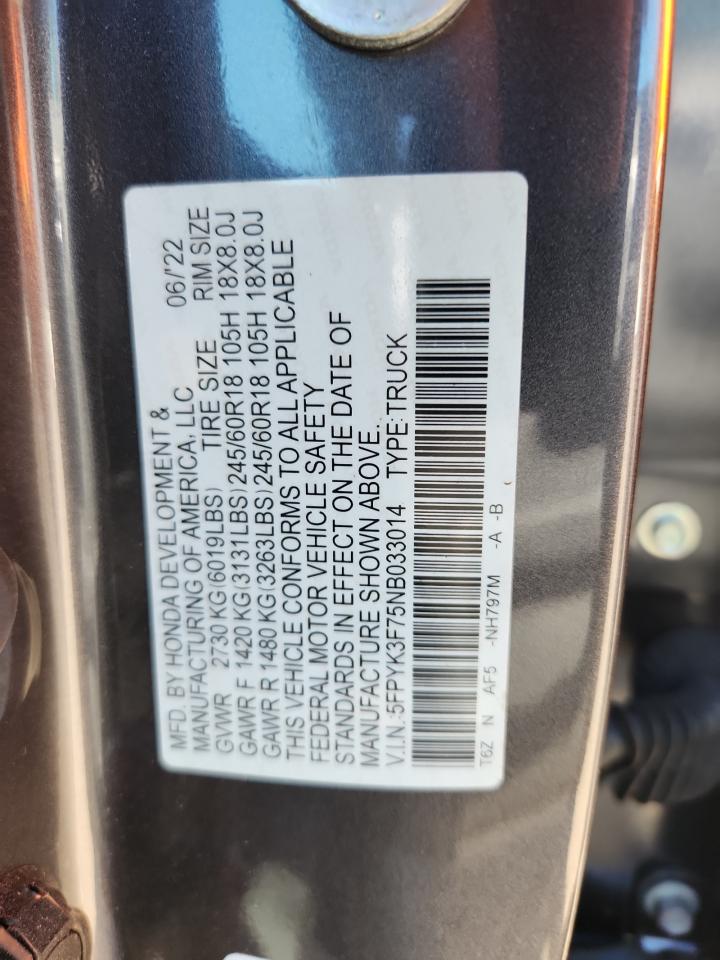 MFD. BY HONDA DEVELOPMENT &
MANUFACTURING OF AMERICA, LLC 06/'22
GVWR 2730 KG(6019LBS) TIRE SIZE RIM SIZE
GAWR F 1420 KG(3131LBS) 245/60R18 105H 18X8.0J
GAWR R 1480 KG(3263LBS) 245/60R18 105H 18X8.0J
THIS VEHICLE CONFORMS TO ALL APPLICABLE
FEDERAL MOTOR VEHICLE SAFETY
STANDARDS IN EFFECT ON THE DATE OF
MANUFACTURE SHOWN ABOVE.
V.I.N.:5FPYK3F75NB033014 TYPE:TRUCK
T6Z N AF5 -NH797M -A -B